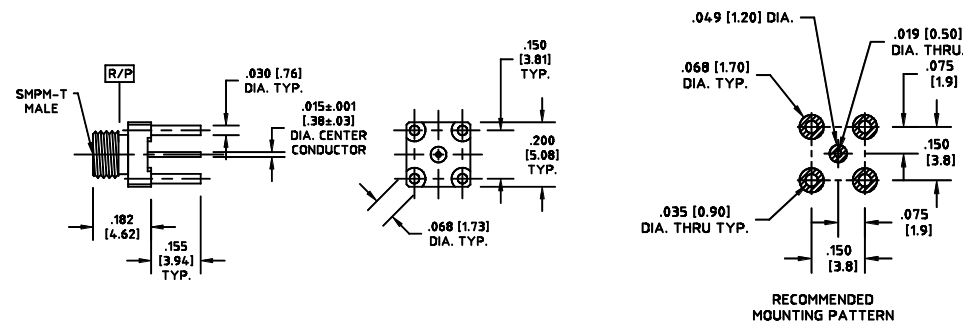 R/P
SMPM-T
MALE
.030 [.76]
DIA. TYP.
.015±.001
[.38±.03]
DIA. CENTER
CONDUCTOR
.182
[4.62]
.155
[3.94]
TYP.
.150
[3.81]
TYP.
.200
[5.08]
TYP.
.068 [1.73]
DIA. TYP.
.049 [1.20] DIA.
.019 [0.50]
DIA. THRU.
.068 [1.70]
DIA. TYP.
.075
[1.9]
.150
[3.8]
.035 [0.90]
DIA. THRU TYP.
.075
[1.9]
.150
[3.8]
RECOMMENDED
MOUNTING PATTERN